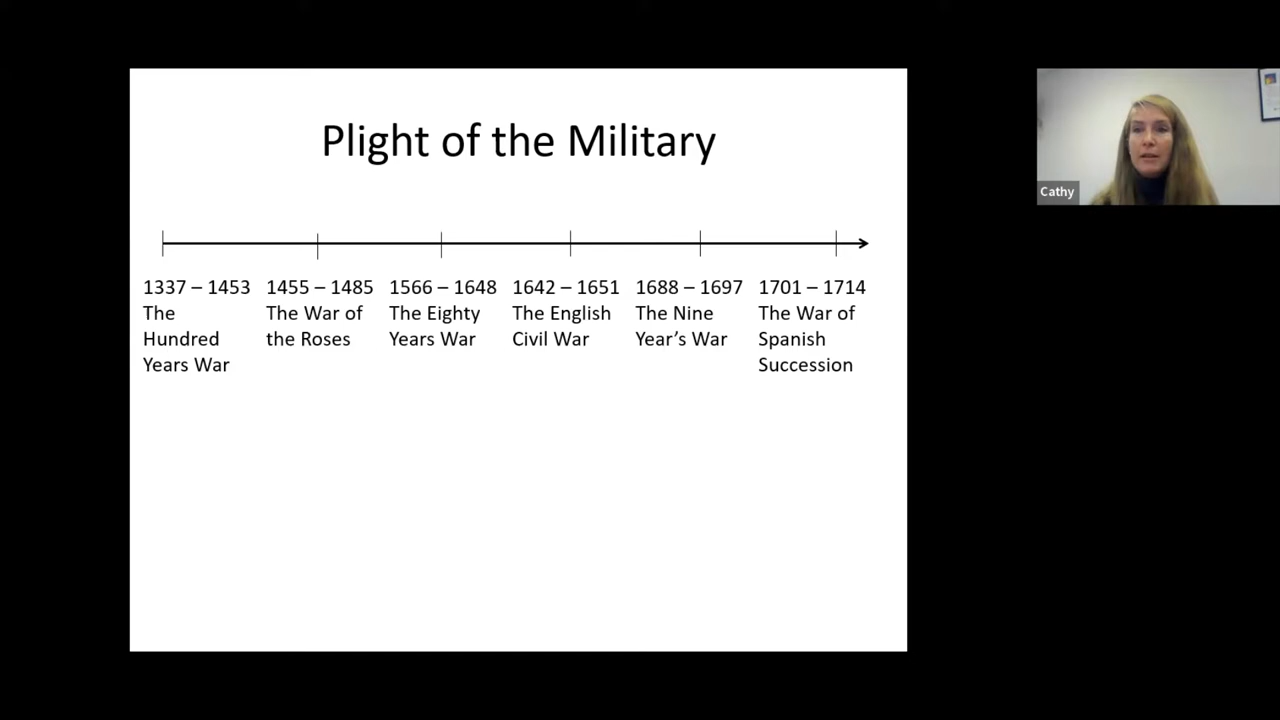 Plight of the Military
1337 – 1453
The
Hundred
Years War
1455 – 1485
The War of
the Roses
1566 – 1648
The Eighty
Years War
1642 – 1651
The English
Civil War
1688 – 1697
The Nine
Year's War
1701 – 1714
The War of
Spanish
Succession
Cathy